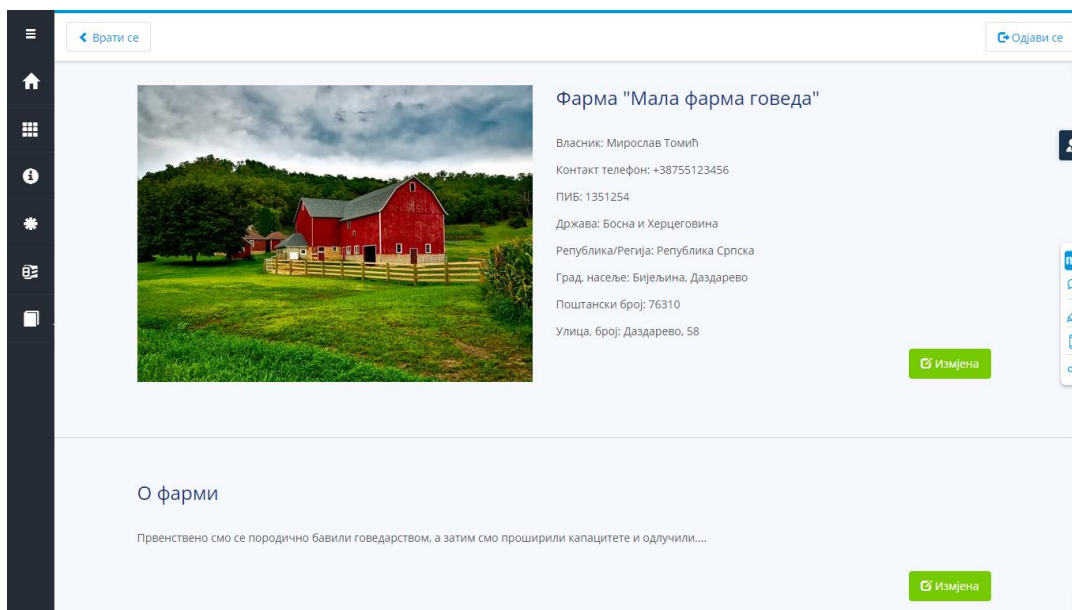 Врати се
Одјави се
Фарма "Мала фарма говеда"
Власник: Мирослав Томић
Контакт телефон: +38755123456
ПИБ: 1351254
Држава: Босна и Херцеговина
Република/Регија: Република Српска
Град, насеље: Бијељина, Даздарево
Поштански број: 76310
Улица, број: Даздарево, 58
Измјена
О фарми
Првенствено смо се породично бавили говедарством, а затим смо проширили капацитете и одлучили....
Измјена